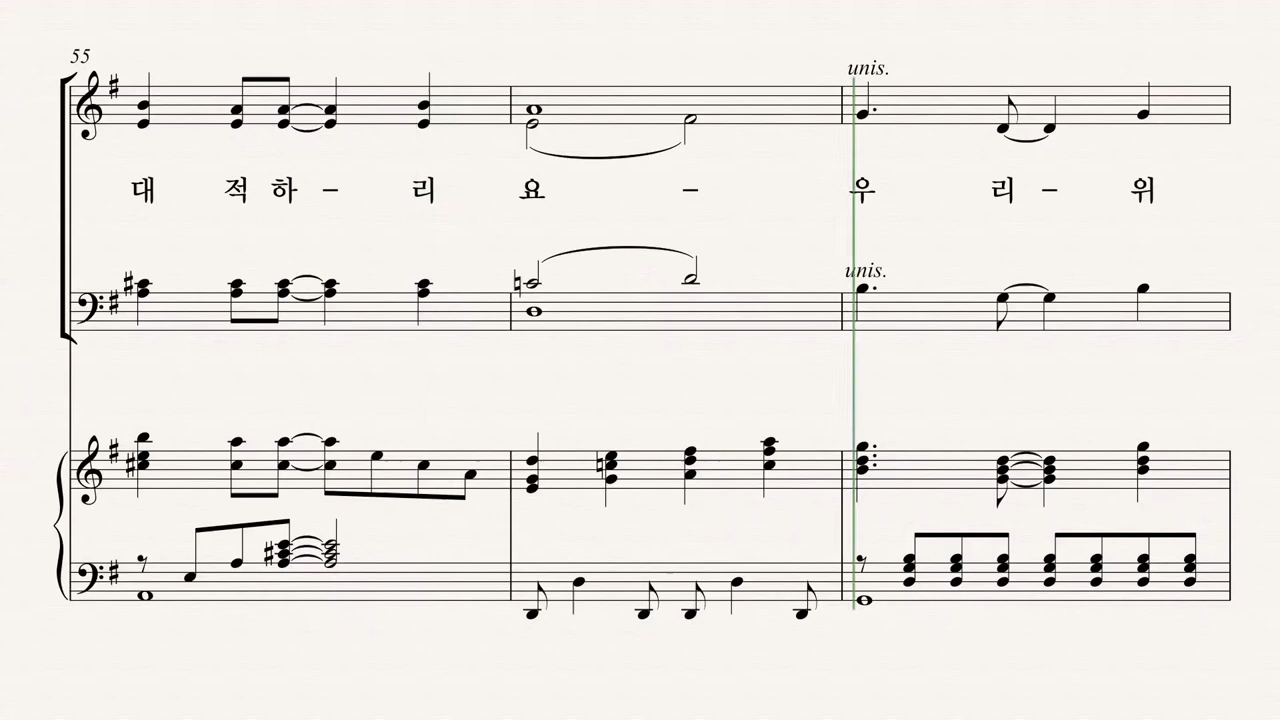 55
unis.
대 적 하 – 리 요 – 우 리 – 위
unis.